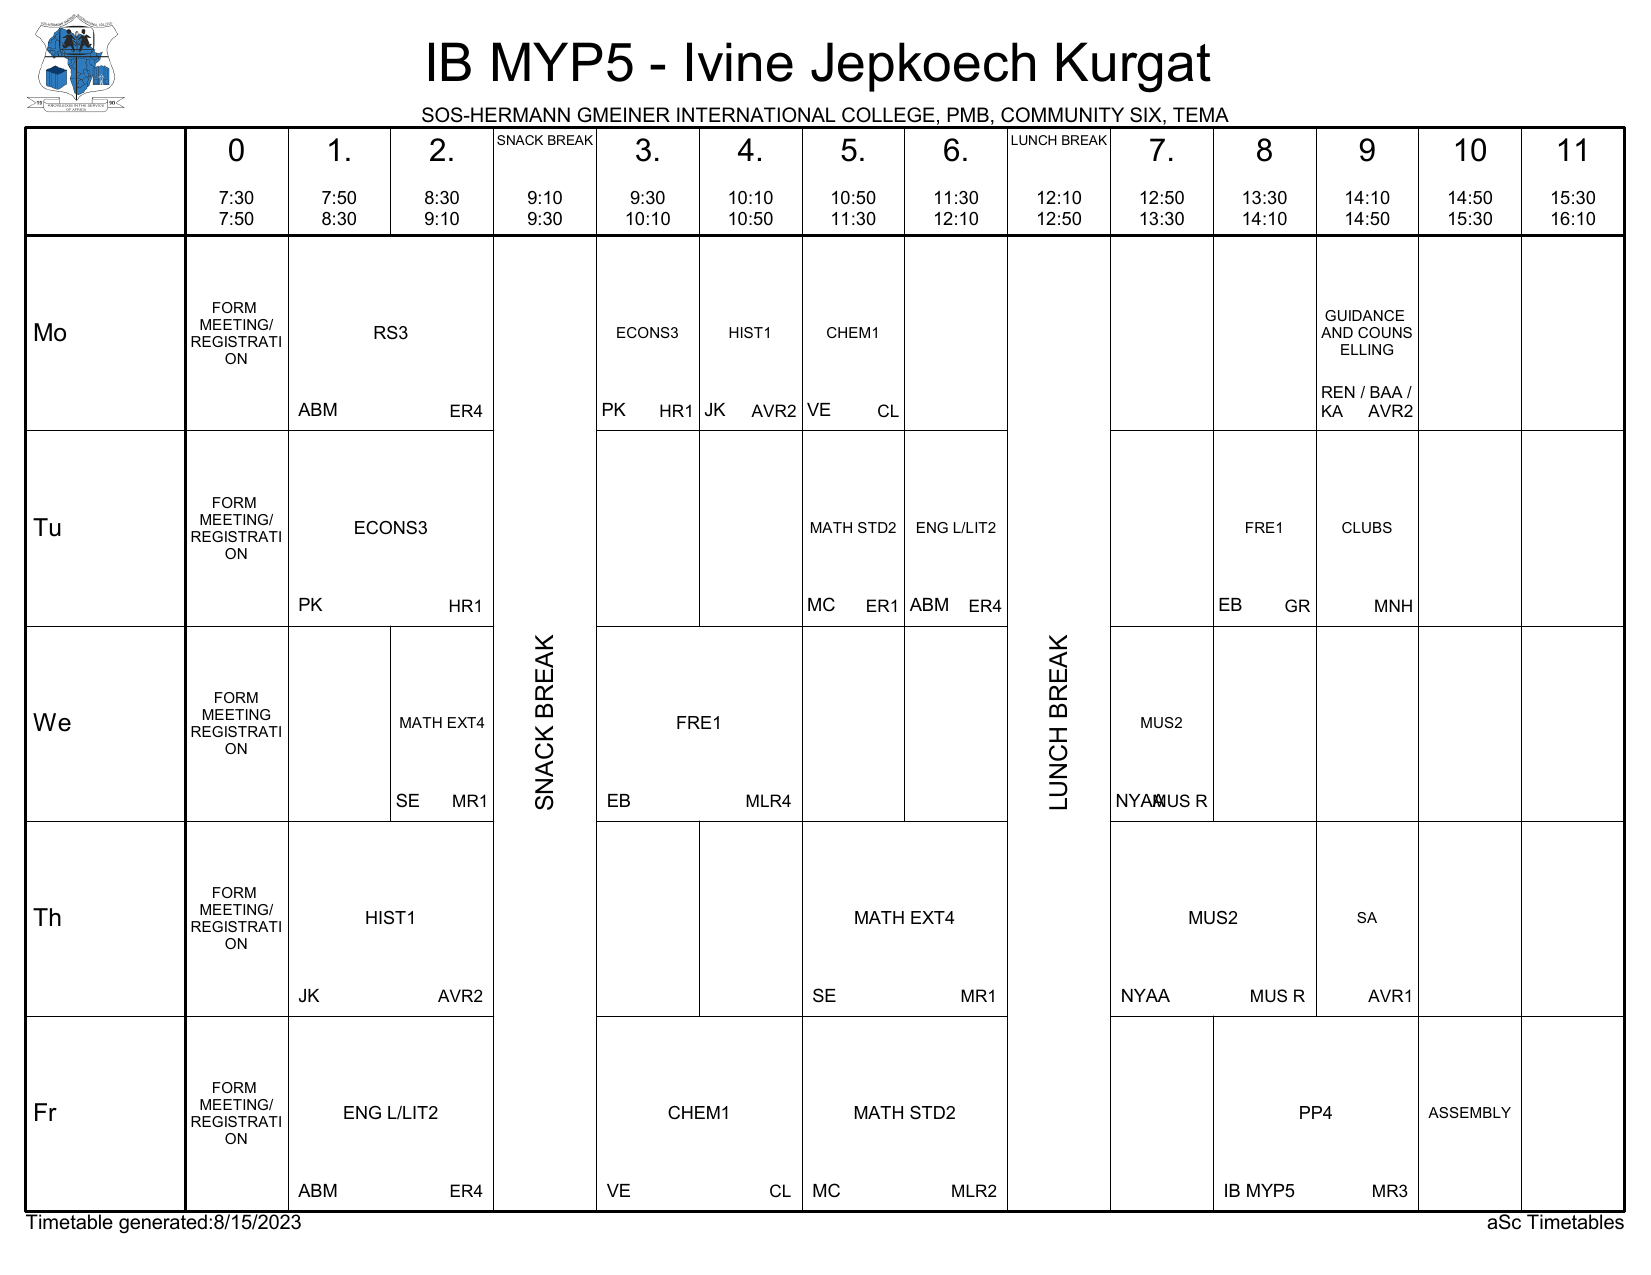 IB MYP5 - Ivine Jepkoech Kurgat
SOS-HERMANN GMEINER INTERNATIONAL COLLEGE, PMB, COMMUNITY SIX, TEMA
0 1. 2. SNACK BREAK 3. 4. 5. 6. LUNCH BREAK 7. 8 9 10 11
7:30 7:50 8:30 9:10 9:30 10:10 10:50 11:30 12:10 12:50 13:30 14:10 14:50 15:30
7:50 8:30 9:10 9:30 10:10 10:50 11:30 12:10 12:50 13:30 14:10 14:50 15:30 16:10
Mo
FORM
MEETING/
REGISTRATI
ON
RS3
ABM ER4
ECONS3
PK HR1
HIST1
JK AVR2
CHEM1
VE CL
GUIDANCE
AND COUNS
ELLING
REN / BAA /
KA AVR2
Tu
FORM
MEETING/
REGISTRATI
ON
ECONS3
PK HR1
MATH STD2
MC ER1
ENG L/LIT2
ABM ER4
FRE1
EB GR
CLUBS
MNH
We
FORM
MEETING
REGISTRATI
ON
MATH EXT4
SE MR1
SNACK BREAK
FRE1
EB MLR4
LUNCH BREAK
MUS2
NYAA MUS R
Th
FORM
MEETING/
REGISTRATI
ON
HIST1
JK AVR2
MATH EXT4
SE MR1
MUS2
NYAA MUS R
SA
AVR1
Fr
FORM
MEETING/
REGISTRATI
ON
ENG L/LIT2
ABM ER4
CHEM1
VE CL
MATH STD2
MC MLR2
PP4
IB MYP5 MR3
ASSEMBLY
Timetable generated:8/15/2023 aSc Timetables